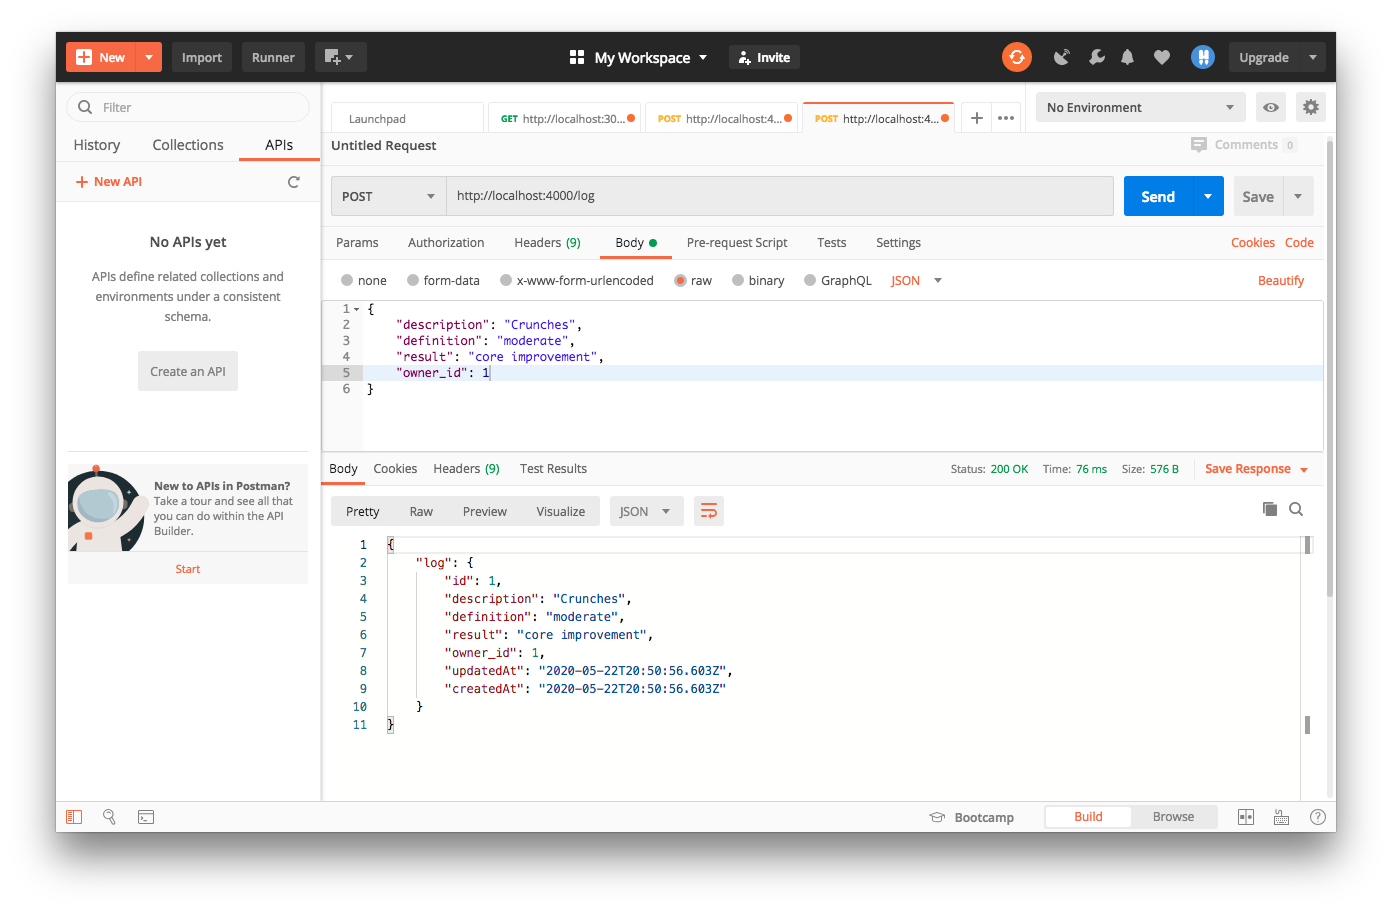 New Import Runner My Workspace Invite Upgrade
Filter
History Collections APIs
+ New API
No APIs yet
APIs define related collections and
environments under a consistent
schema.
Create an API
New to APIs in Postman?
Take a tour and see all that
you can do within the API
Builder.
Start
Launchpad GET http://localhost:30... POST http://localhost:4... POST http://localhost:4... + ••• No Environment
Untitled Request Comments 0
POST http://localhost:4000/log Send Save
Params Authorization Headers (9) Body Pre-request Script Tests Settings Cookies Code
none form-data x-www-form-urlencoded raw binary GraphQL JSON Beautify
1 {
2 "description": "Crunches",
3 "definition": "moderate",
4 "result": "core improvement",
5 "owner_id": 1
6 }
Body Cookies Headers (9) Test Results Status: 200 OK Time: 76 ms Size: 576 B Save Response
Pretty Raw Preview Visualize JSON
1 {
2 "log": {
3 "id": 1,
4 "description": "Crunches",
5 "definition": "moderate",
6 "result": "core improvement",
7 "owner_id": 1,
8 "updatedAt": "2020-05-22T20:50:56.603Z",
9 "createdAt": "2020-05-22T20:50:56.603Z"
10 }
11 }
Bootcamp Build Browse ?